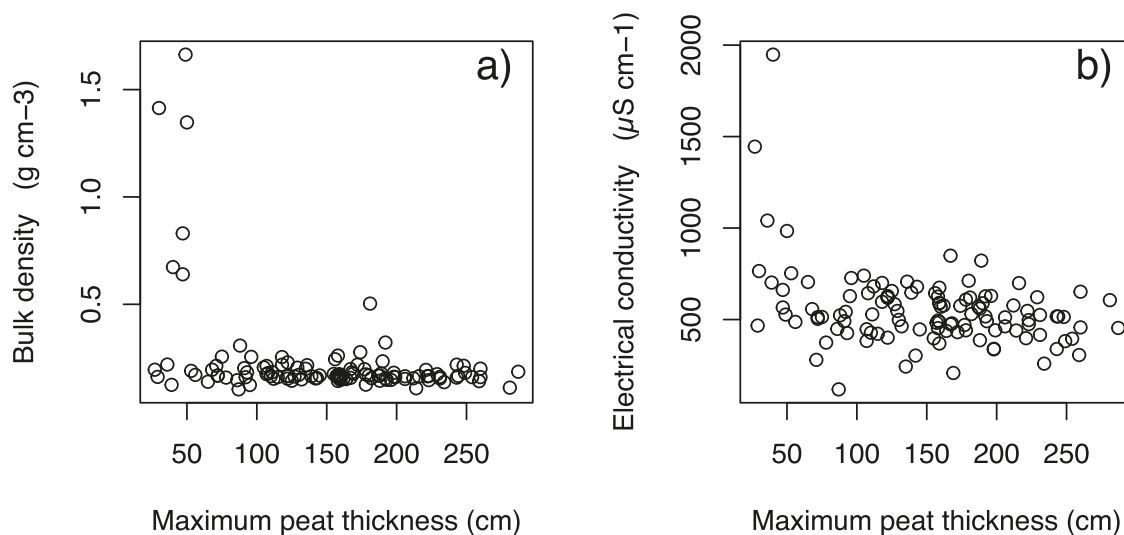 a)
Bulk density (g cm−3)
0.5 1.0 1.5
50 100 150 200 250
Maximum peat thickness (cm)
b)
Electrical conductivity (µS cm−1)
500 1000 1500 2000
50 100 150 200 250
Maximum peat thickness (cm)